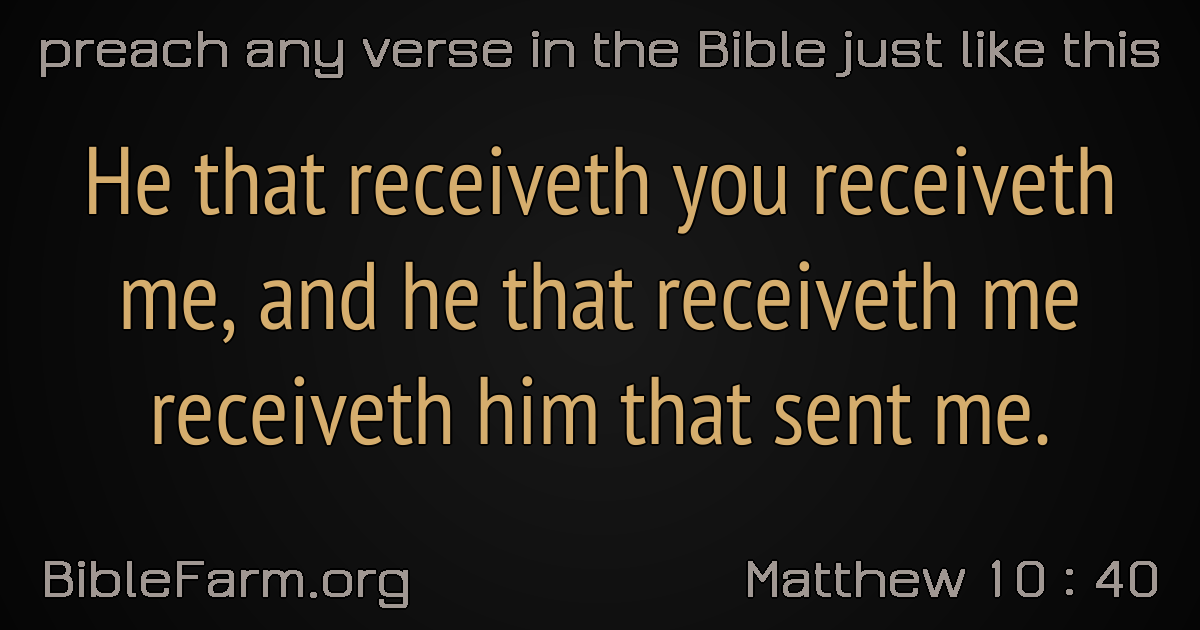 preach any verse in the Bible just like this
He that receiveth you receiveth
me, and he that receiveth me
receiveth him that sent me.
BibleFarm.org
Matthew 10 : 40